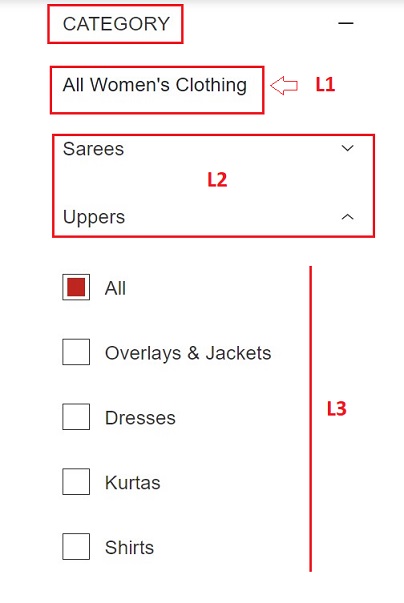 CATEGORY
All Women's Clothing L1
Sarees
L2
Uppers
All
Overlays & Jackets
Dresses
L3
Kurtas
Shirts